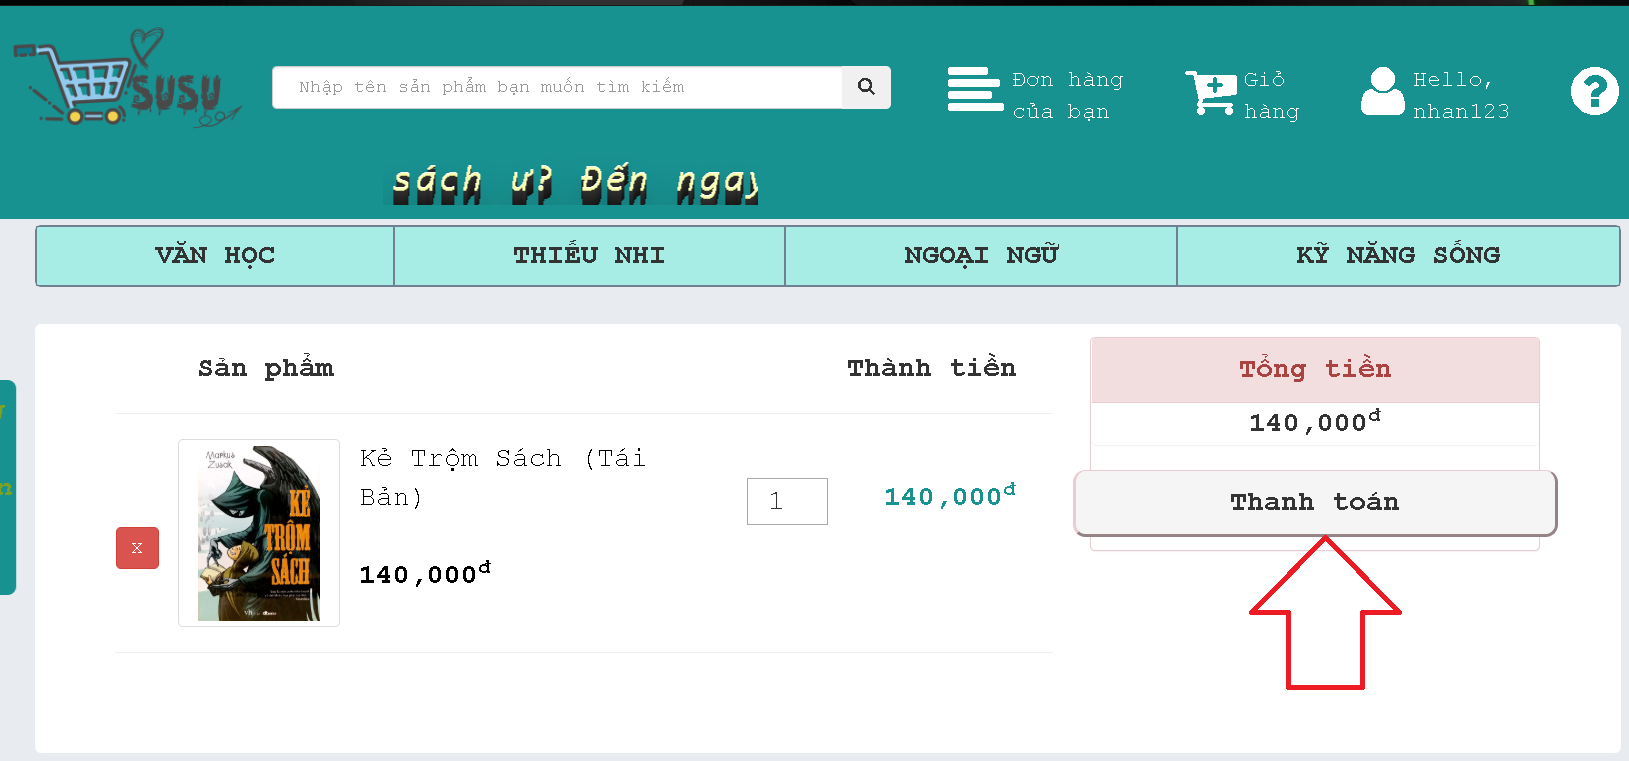 susu
Nhập tên sản phẩm bạn muốn tìm kiếm
Đơn hàng
của bạn
Giỏ
hàng
Hello,
nhan123
?
sách ư? Đến ngay
VĂN HỌC
THIẾU NHI
NGOẠI NGỮ
KỸ NĂNG SỐNG
Sản phẩm
Thành tiền
Tổng tiền
140,000đ
x
Markus
Zusak
KẺ
TRỘM
SÁCH
Kẻ Trộm Sách (Tái
Bản)
140,000đ
1
140,000đ
Thanh toán